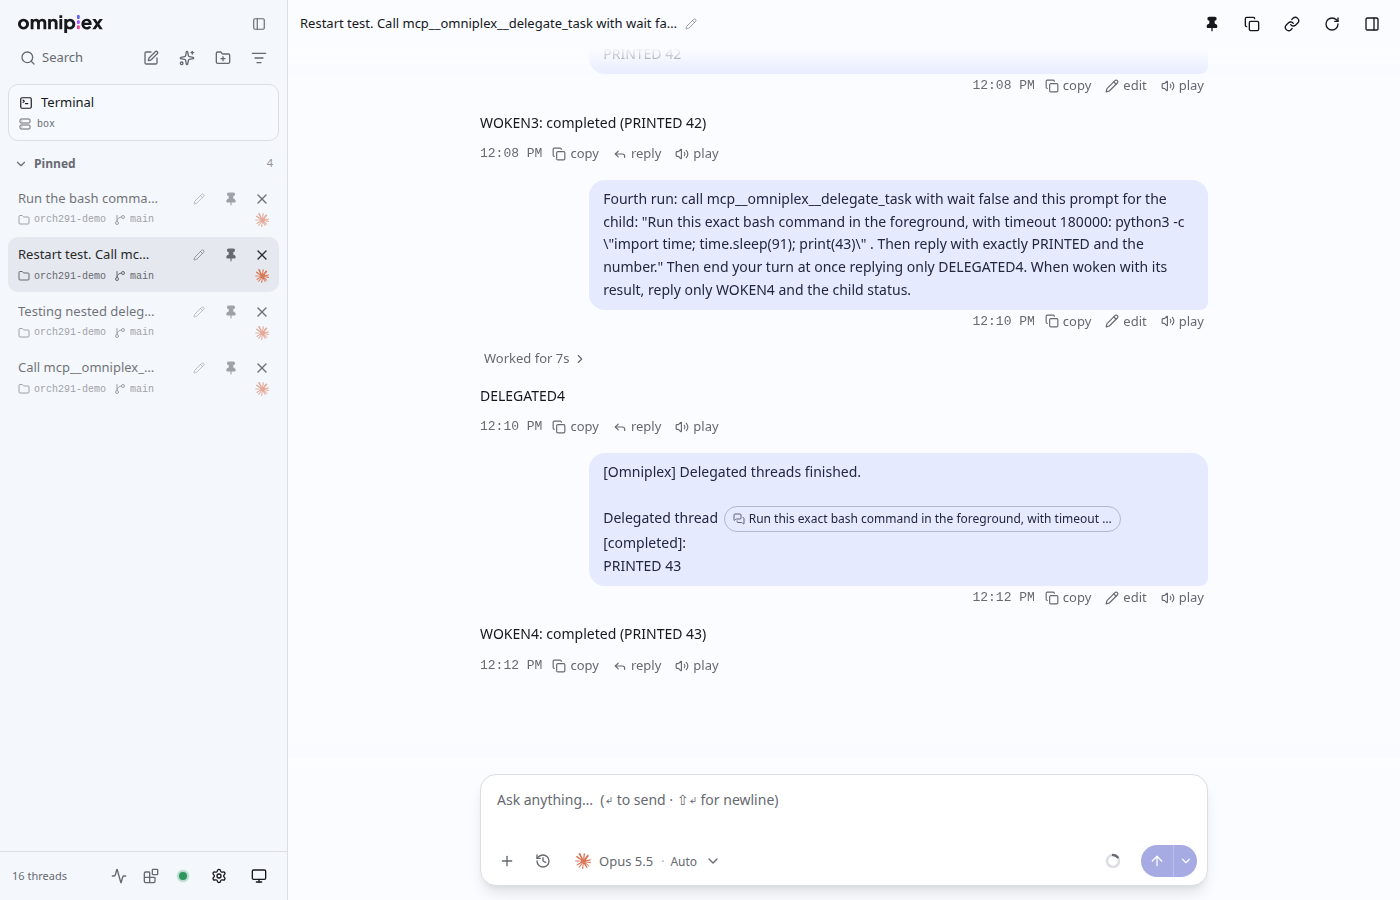 omniplex
Search
Terminal
box
Pinned
4
Run the bash comma...
orch291-demo main
Restart test. Call mc...
orch291-demo main
Testing nested deleg...
orch291-demo main
Call mcp__omniplex_...
orch291-demo main
16 threads
Restart test. Call mcp__omniplex__delegate_task with wait fa...
PRINTED 42
12:08 PM copy edit play
WOKEN3: completed (PRINTED 42)
12:08 PM copy reply play
Fourth run: call mcp__omniplex__delegate_task with wait false and this prompt for the
child: "Run this exact bash command in the foreground, with timeout 180000: python3 -c
\"import time; time.sleep(91); print(43)\" . Then reply with exactly PRINTED and the
number." Then end your turn at once replying only DELEGATED4. When woken with its
result, reply only WOKEN4 and the child status.
12:10 PM copy edit play
Worked for 7s
DELEGATED4
12:10 PM copy reply play
[Omniplex] Delegated threads finished.
Delegated thread Run this exact bash command in the foreground, with timeout ...
[completed]:
PRINTED 43
12:12 PM copy edit play
WOKEN4: completed (PRINTED 43)
12:12 PM copy reply play
Ask anything... (↵ to send · ⇧↵ for newline)
Opus 5.5 · Auto